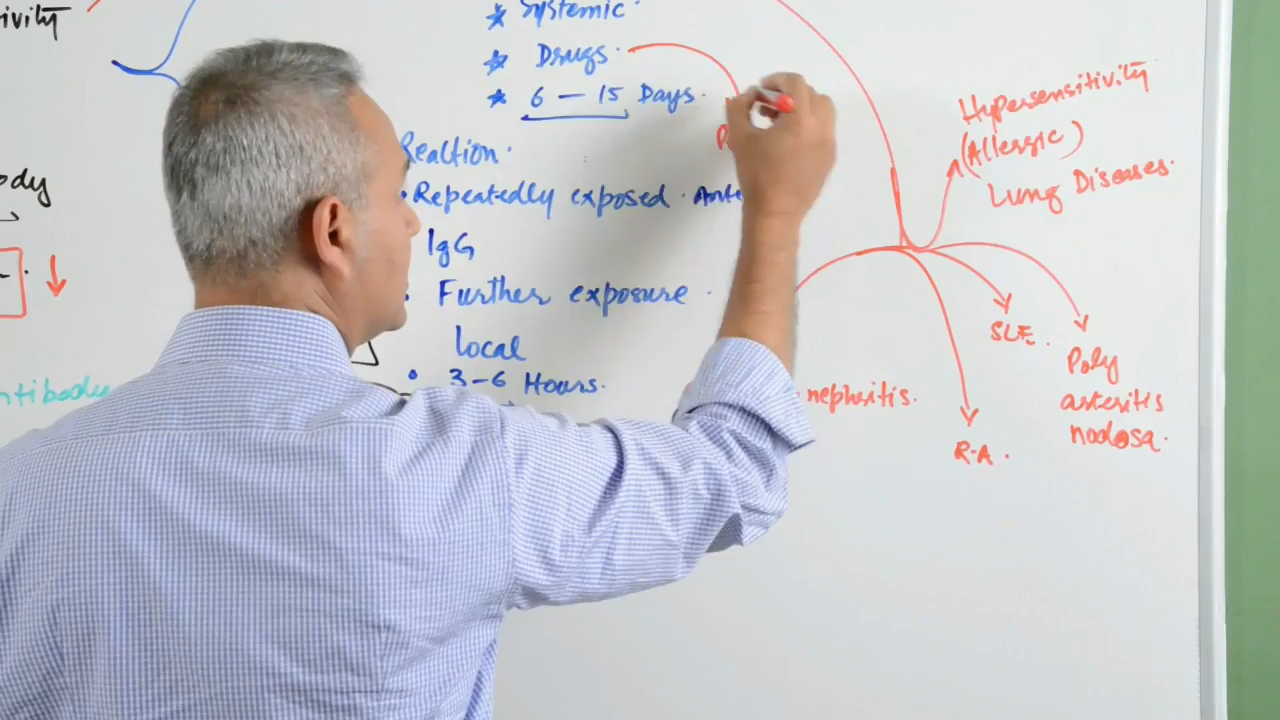 ivity
ody
ntibody
★ Systemic
★ Drugs.
★ 6 – 15 Days.
Reaction.
• Repeatedly exposed. Ante
IgG
• Further exposure.
Local
• 3-6 Hours.
Hypersensitivity
(Allergic)
Lung Diseases.
SLE.
Poly
arteritis
nodosa.
R-A.
nephritis.